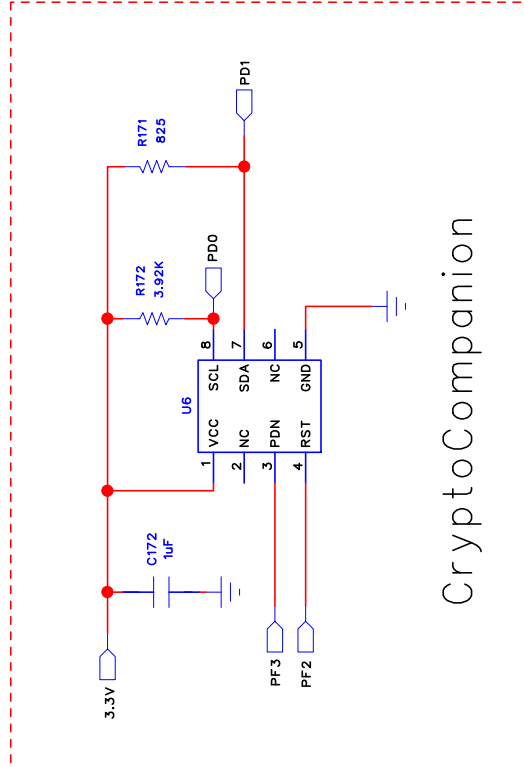 3.3V
C172
1uF
R172
3.92K
R171
825
PD0
PD1
U6
1
VCC
2
NC
3
PDN
4
RST
8
SCL
7
SDA
6
NC
5
GND
PF3
PF2
CryptoCompanion